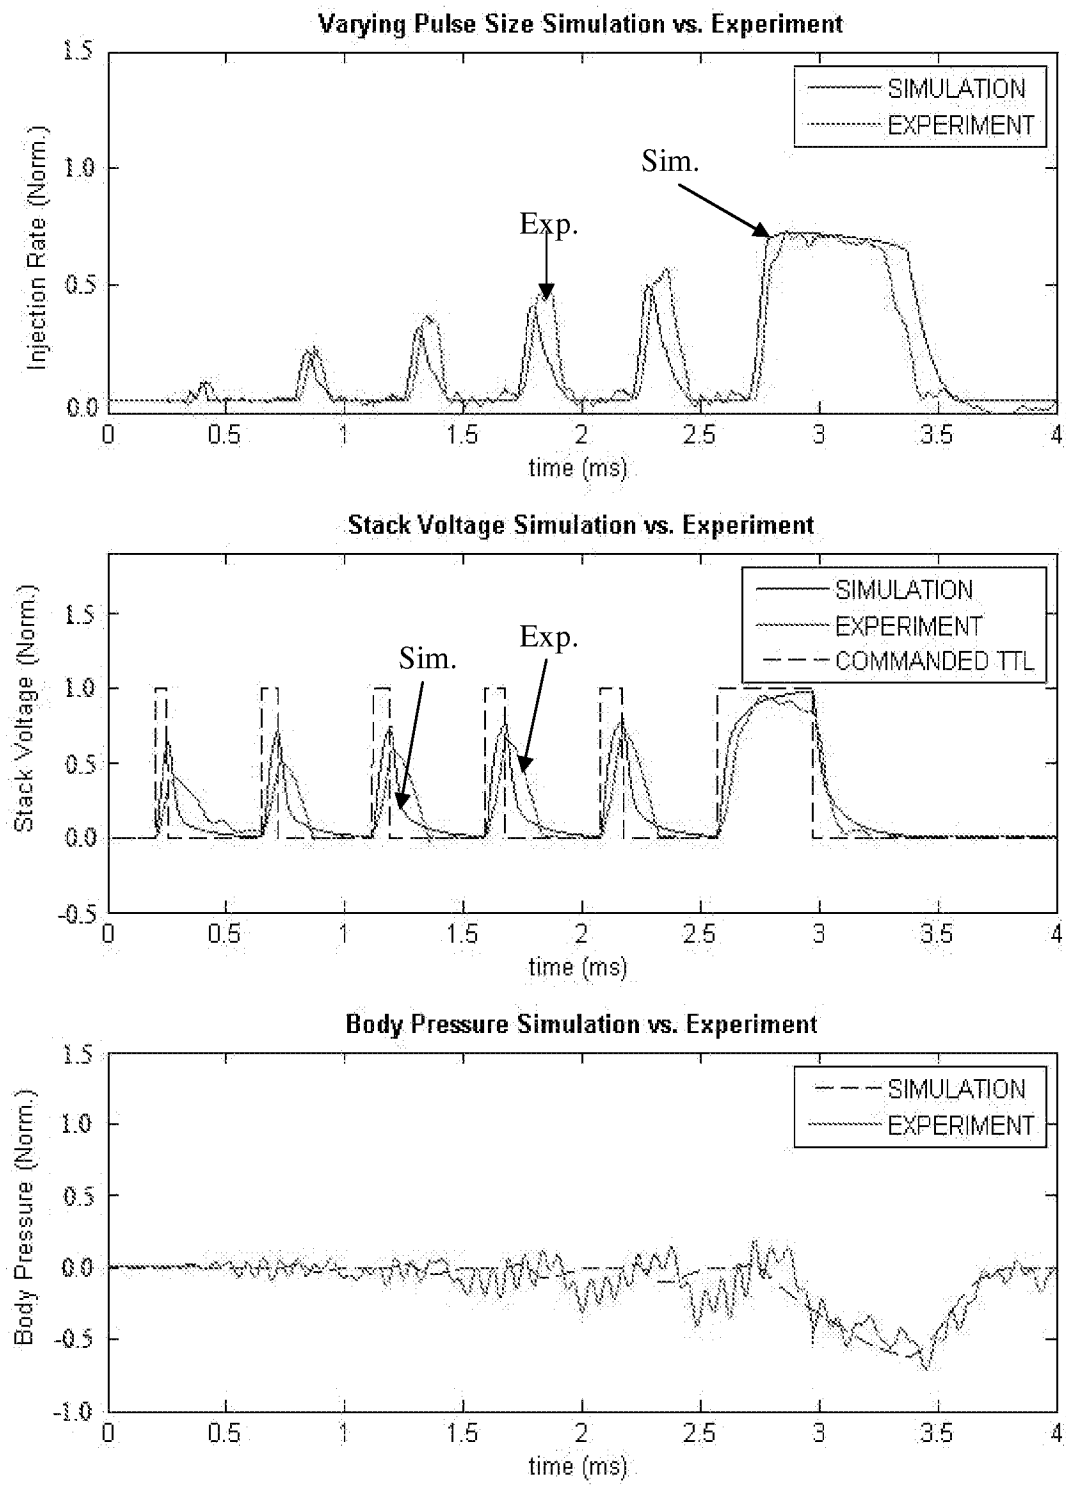 Varying Pulse Size Simulation vs. Experiment
Injection Rate (Norm.)
1.5
1.0
0.5
0.0
SIMULATION
EXPERIMENT
Sim.
Exp.
0 0.5 1 1.5 2 2.5 3 3.5 4
time (ms)
Stack Voltage Simulation vs. Experiment
Stack Voltage (Norm.)
1.5
1.0
0.5
0.0
-0.5
SIMULATION
EXPERIMENT
COMMANDED TTL
Sim.
Exp.
0 0.5 1 1.5 2 2.5 3 3.5 4
time (ms)
Body Pressure Simulation vs. Experiment
Body Pressure (Norm.)
1.5
1.0
0.5
0.0
-0.5
-1.0
SIMULATION
EXPERIMENT
0 0.5 1 1.5 2 2.5 3 3.5 4
time (ms)